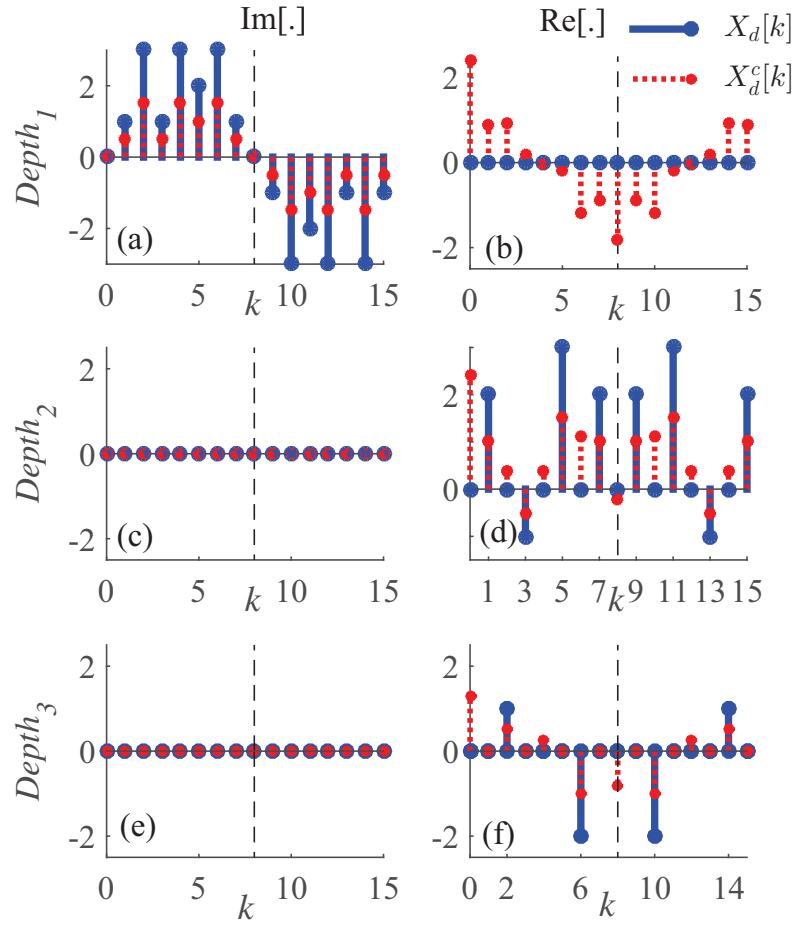 Im[.]
Re[.]
X_d[k]
X_d^c[k]
Depth_1
2
0
-2
(a)
0 5 10 15
k
2
0
-2
(b)
0 5 10 15
k
Depth_2
2
0
-2
(c)
0 5 10 15
k
2
0
(d)
1 3 5 7 9 11 13 15
k
Depth_3
2
0
-2
(e)
0 5 10 15
k
2
0
-2
(f)
0 2 6 10 14
k